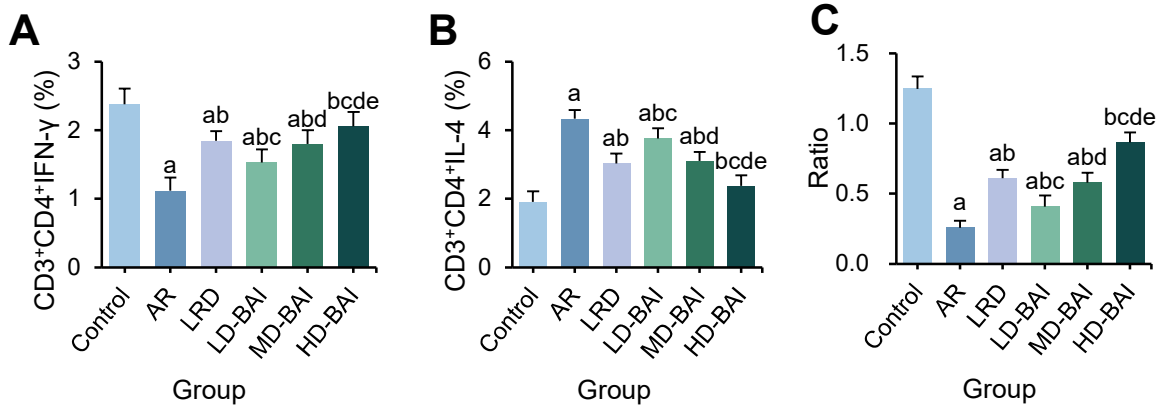 A
CD3⁺CD4⁺IFN-γ (%)
3
2
1
0
a
ab
abc
abd
bcde
Control
AR
LRD
LD-BAI
MD-BAI
HD-BAI
Group
B
CD3⁺CD4⁺IL-4 (%)
6
4
2
0
a
ab
abc
abd
bcde
Control
AR
LRD
LD-BAI
MD-BAI
HD-BAI
Group
C
Ratio
1.5
1.0
0.5
0.0
a
ab
abc
abd
bcde
Control
AR
LRD
LD-BAI
MD-BAI
HD-BAI
Group